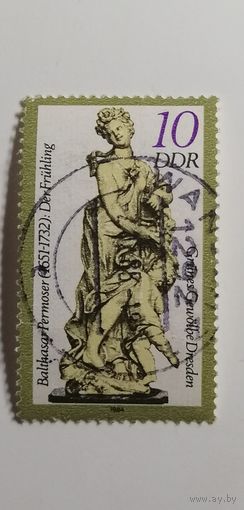 10
DDR
Balthasar Permoser (1651-1732): Der Frühling
Grünes Gewölbe Dresden
1984
www.ay.by